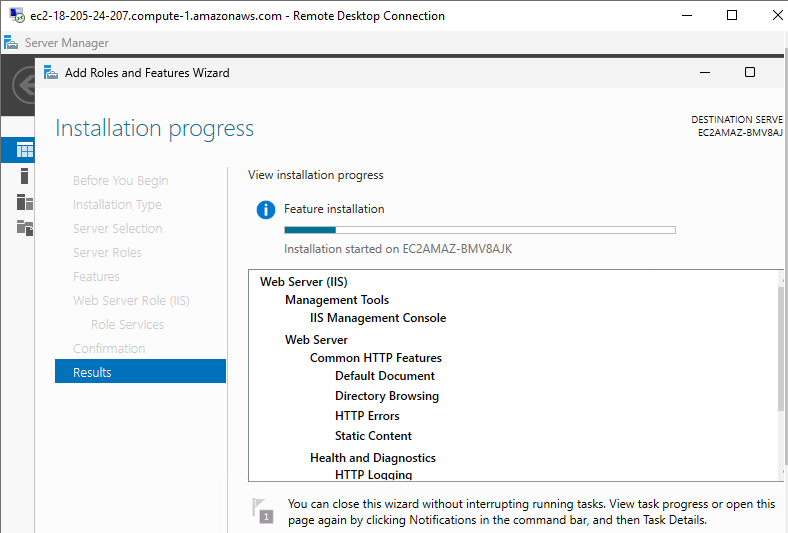 ec2-18-205-24-207.compute-1.amazonaws.com - Remote Desktop Connection
Server Manager
Add Roles and Features Wizard
Installation progress
DESTINATION SERVE
EC2AMAZ-BMV8AJ
Before You Begin
Installation Type
Server Selection
Server Roles
Features
Web Server Role (IIS)
Role Services
Confirmation
Results
View installation progress
Feature installation
Installation started on EC2AMAZ-BMV8AJK
Web Server (IIS)
Management Tools
IIS Management Console
Web Server
Common HTTP Features
Default Document
Directory Browsing
HTTP Errors
Static Content
Health and Diagnostics
HTTP Logging
1
You can close this wizard without interrupting running tasks. View task progress or open this
page again by clicking Notifications in the command bar, and then Task Details.